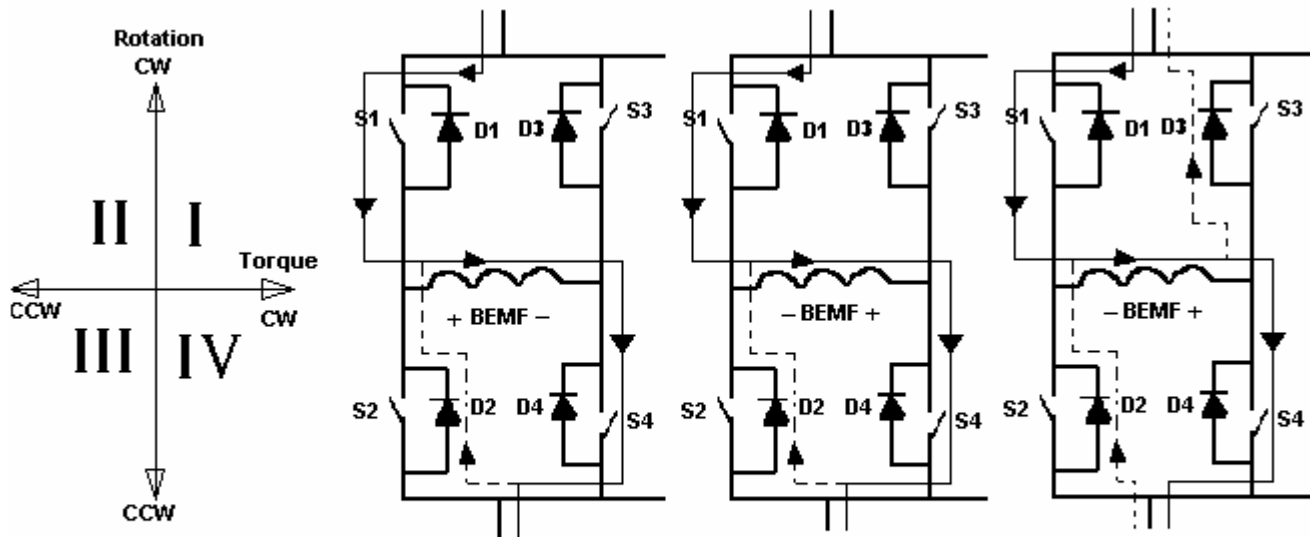 Rotation
CW
II I
Torque
CCW CW
III IV
CCW
S1 D1 D3 S3
+ BEMF −
S2 D2 D4 S4
S1 D1 D3 S3
− BEMF +
S2 D2 D4 S4
S1 D1 D3 S3
− BEMF +
S2 D2 D4 S4